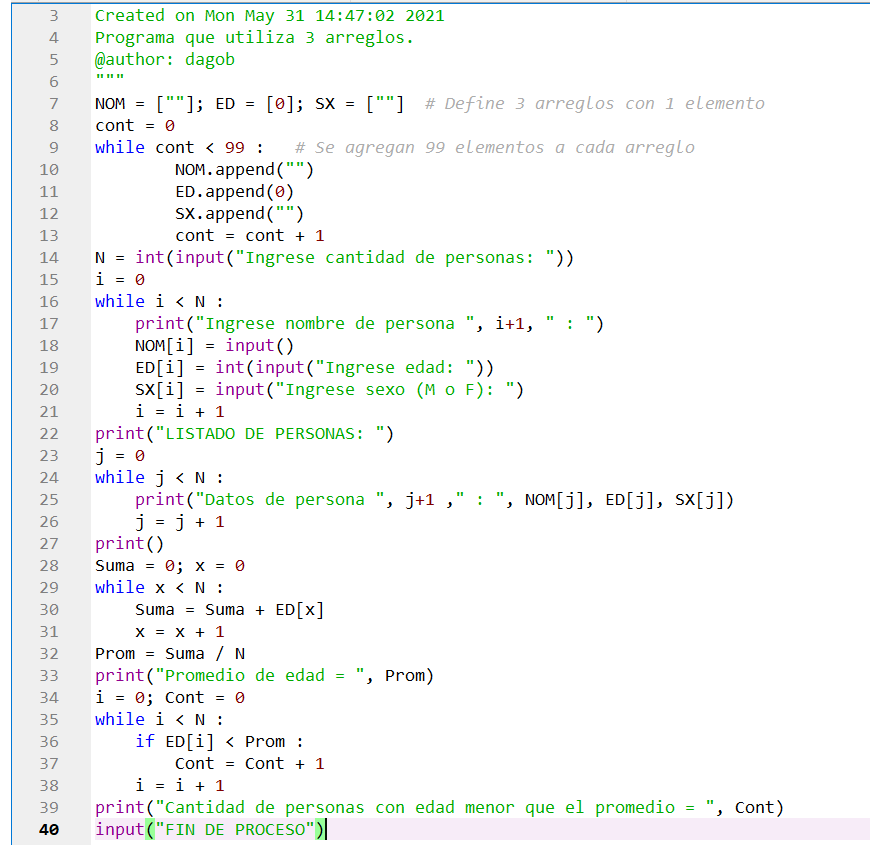 3 Created on Mon May 31 14:47:02 2021
4 Programa que utiliza 3 arreglos.
5 @author: dagob
6 """
7 NOM = [""]; ED = [0]; SX = [""]  # Define 3 arreglos con 1 elemento
8 cont = 0
9 while cont < 99 :   # Se agregan 99 elementos a cada arreglo
10         NOM.append("")
11         ED.append(0)
12         SX.append("")
13         cont = cont + 1
14 N = int(input("Ingrese cantidad de personas: "))
15 i = 0
16 while i < N :
17     print("Ingrese nombre de persona ", i+1, " : ")
18     NOM[i] = input()
19     ED[i] = int(input("Ingrese edad: "))
20     SX[i] = input("Ingrese sexo (M o F): ")
21     i = i + 1
22 print("LISTADO DE PERSONAS: ")
23 j = 0
24 while j < N :
25     print("Datos de persona ", j+1 ," : ", NOM[j], ED[j], SX[j])
26     j = j + 1
27 print()
28 Suma = 0; x = 0
29 while x < N :
30     Suma = Suma + ED[x]
31     x = x + 1
32 Prom = Suma / N
33 print("Promedio de edad = ", Prom)
34 i = 0; Cont = 0
35 while i < N :
36     if ED[i] < Prom :
37         Cont = Cont + 1
38     i = i + 1
39 print("Cantidad de personas con edad menor que el promedio = ", Cont)
40 input("FIN DE PROCESO")